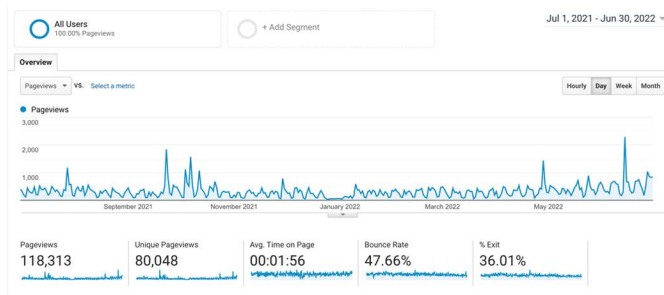 All Users
100.00% Pageviews
+ Add Segment
Jul 1, 2021 - Jun 30, 2022
Overview
Pageviews VS. Select a metric
Hourly Day Week Month
Pageviews
3,000
2,000
1,000
September 2021 November 2021 January 2022 March 2022 May 2022
Pageviews Unique Pageviews Avg. Time on Page Bounce Rate % Exit
118,313 80,048 00:01:56 47.66% 36.01%